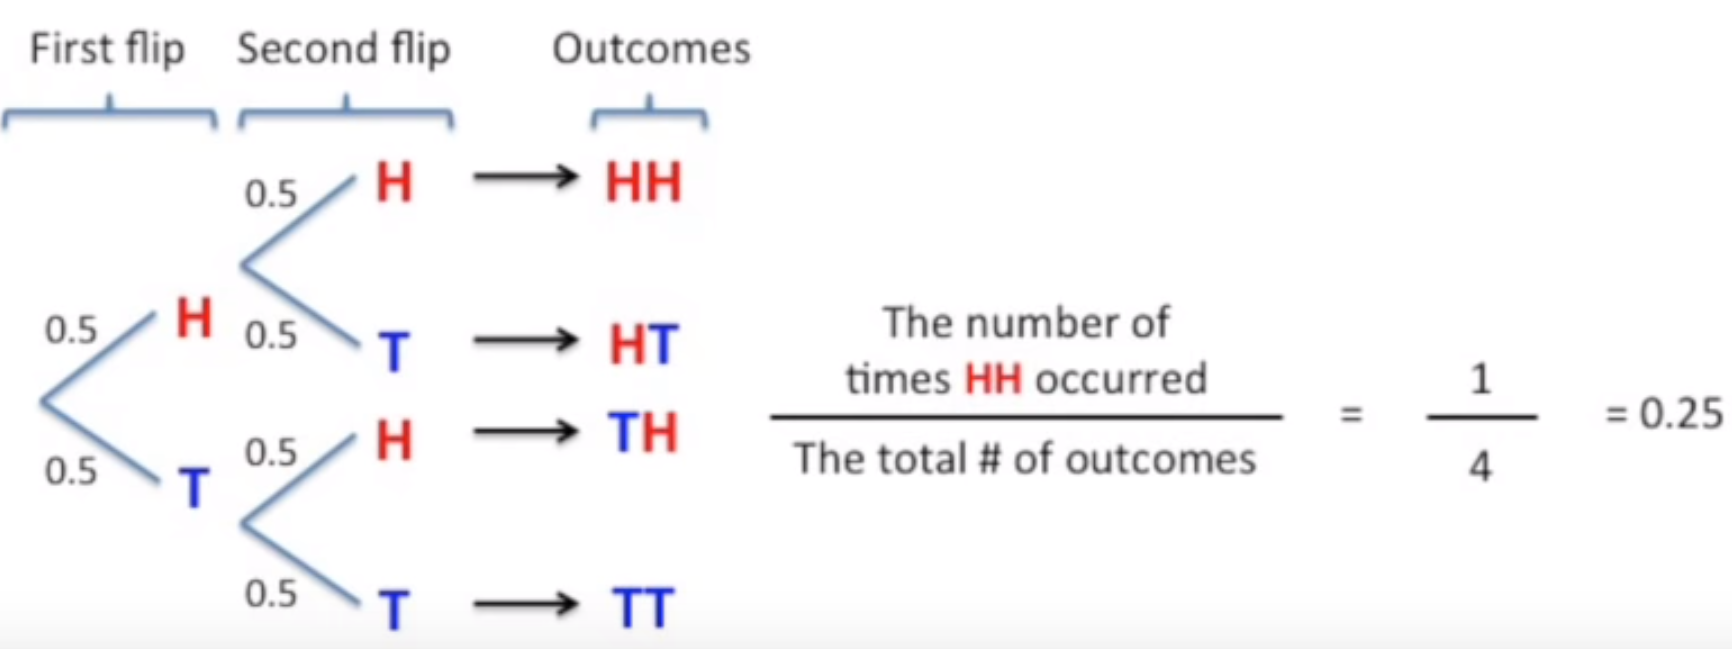 First flip Second flip Outcomes
0.5 H HH
0.5 H 0.5 T HT
0.5 T 0.5 H TH
0.5 T TT
The number of
times HH occurred
The total # of outcomes
= 1 = 0.25
4